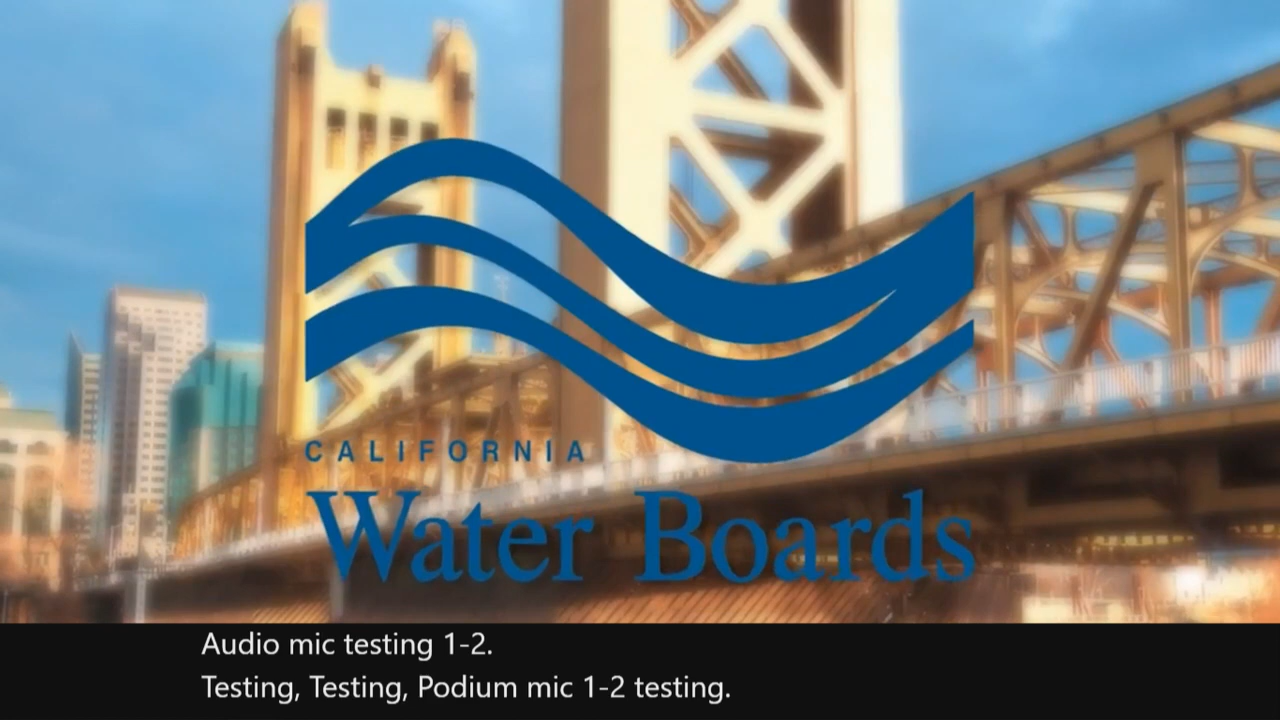 CALIFORNIA
Water Boards
Audio mic testing 1-2.
Testing, Testing, Podium mic 1-2 testing.